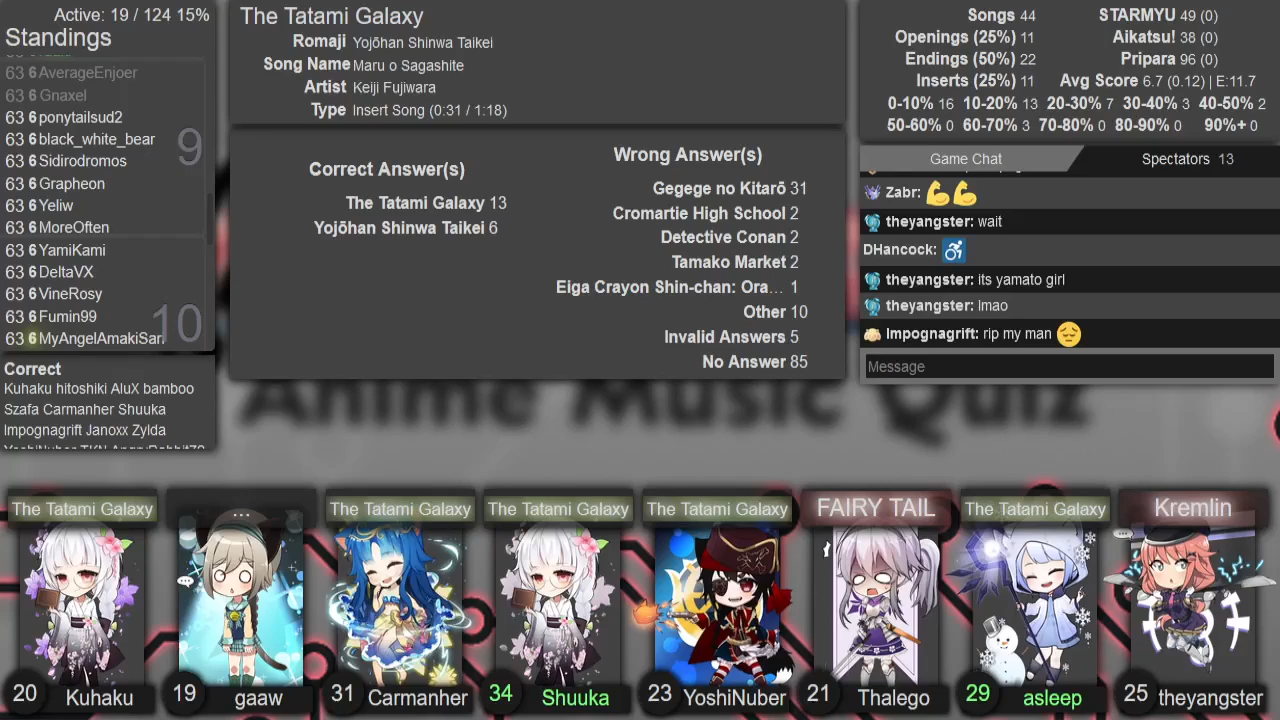 Active: 19 / 124 15%
Standings
63 6 AverageEnjoer
63 6 Gnaxel
63 6 ponytailsud2
63 6 black_white_bear
63 6 Sidirodromos
9
63 6 Grapheon
63 6 Yeliw
63 6 MoreOften
63 6 YamiKami
63 6 DeltaVX
63 6 VineRosy
63 6 Fumin99
63 6 MyAngelAmakiSan
10
Correct
Kuhaku hitoshiki AluX bamboo
Szafa Carmanher Shuuka
Impognagrift Janoxx Zylda
YoshiNuber TKN AngryRabbit72
The Tatami Galaxy
Romaji Yojōhan Shinwa Taikei
Song Name Maru o Sagashite
Artist Keiji Fujiwara
Type Insert Song (0:31 / 1:18)
Correct Answer(s)
The Tatami Galaxy 13
Yojōhan Shinwa Taikei 6
Wrong Answer(s)
Gegege no Kitarō 31
Cromartie High School 2
Detective Conan 2
Tamako Market 2
Eiga Crayon Shin-chan: Ora... 1
Other 10
Invalid Answers 5
No Answer 85
Songs 44 STARMYU 49 (0)
Openings (25%) 11 Aikatsu! 38 (0)
Endings (50%) 22 Pripara 96 (0)
Inserts (25%) 11 Avg Score 6.7 (0.12) | E:11.7
0-10% 16 10-20% 13 20-30% 7 30-40% 3 40-50% 2
50-60% 0 60-70% 3 70-80% 0 80-90% 0 90%+ 0
Game Chat Spectators 13
Zabr: 💪💪
theyangster: wait
DHancock: ♿
theyangster: its yamato girl
theyangster: lmao
Impognagrift: rip my man 😔
Message
Anime Music Quiz
The Tatami Galaxy ... The Tatami Galaxy The Tatami Galaxy The Tatami Galaxy FAIRY TAIL The Tatami Galaxy Kremlin
20 Kuhaku 19 gaaw 31 Carmanher 34 Shuuka 23 YoshiNuber 21 Thalego 29 asleep 25 theyangster